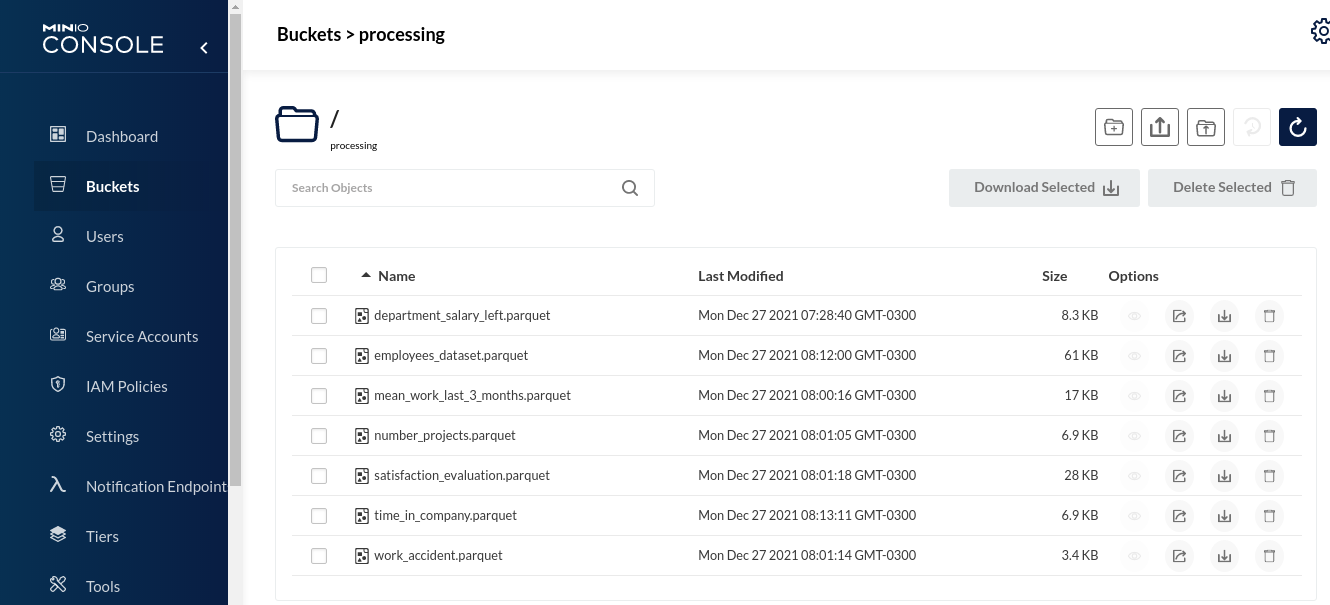 MINIO
CONSOLE
Dashboard
Buckets
Users
Groups
Service Accounts
IAM Policies
Settings
Notification Endpoint
Tiers
Tools
Buckets > processing
/
processing
Search Objects
Download Selected
Delete Selected
Name Last Modified Size Options
department_salary_left.parquet Mon Dec 27 2021 07:28:40 GMT-0300 8.3 KB
employees_dataset.parquet Mon Dec 27 2021 08:12:00 GMT-0300 61 KB
mean_work_last_3_months.parquet Mon Dec 27 2021 08:00:16 GMT-0300 17 KB
number_projects.parquet Mon Dec 27 2021 08:01:05 GMT-0300 6.9 KB
satisfaction_evaluation.parquet Mon Dec 27 2021 08:01:18 GMT-0300 28 KB
time_in_company.parquet Mon Dec 27 2021 08:13:11 GMT-0300 6.9 KB
work_accident.parquet Mon Dec 27 2021 08:01:14 GMT-0300 3.4 KB